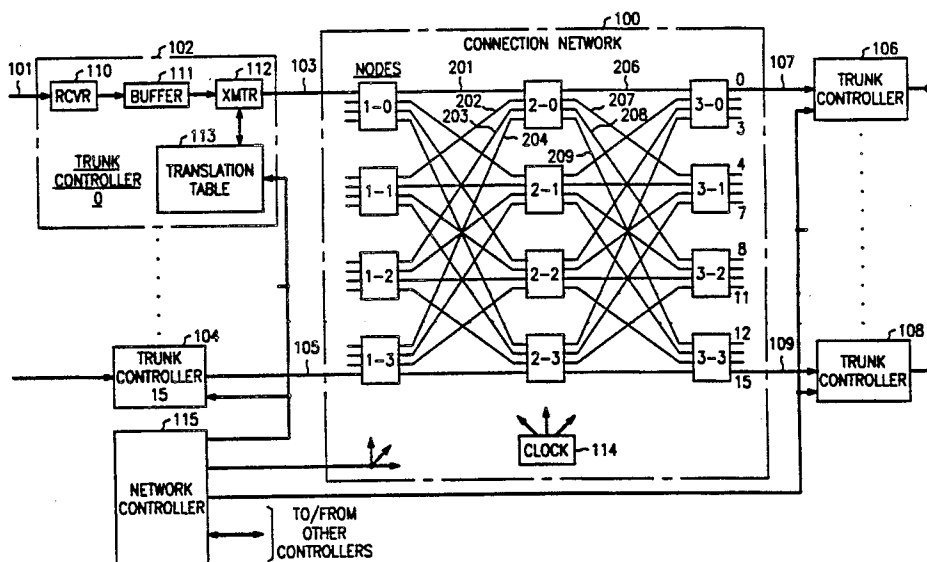 100
102
CONNECTION NETWORK
106
101
110
111
112
103
107
RCVR
BUFFER
XMTR
NODES
201
206
0
TRUNK
CONTROLLER
1-0
202
2-0
207
3-0
203
208
3
113
204
209
TRUNK
CONTROLLER
0
TRANSLATION
TABLE
1-1
2-1
4
3-1
7
1-2
2-2
8
3-2
11
104
105
12
109
108
TRUNK
CONTROLLER
15
1-3
2-3
3-3
15
TRUNK
CONTROLLER
115
CLOCK
114
NETWORK
CONTROLLER
TO/FROM
OTHER
CONTROLLERS